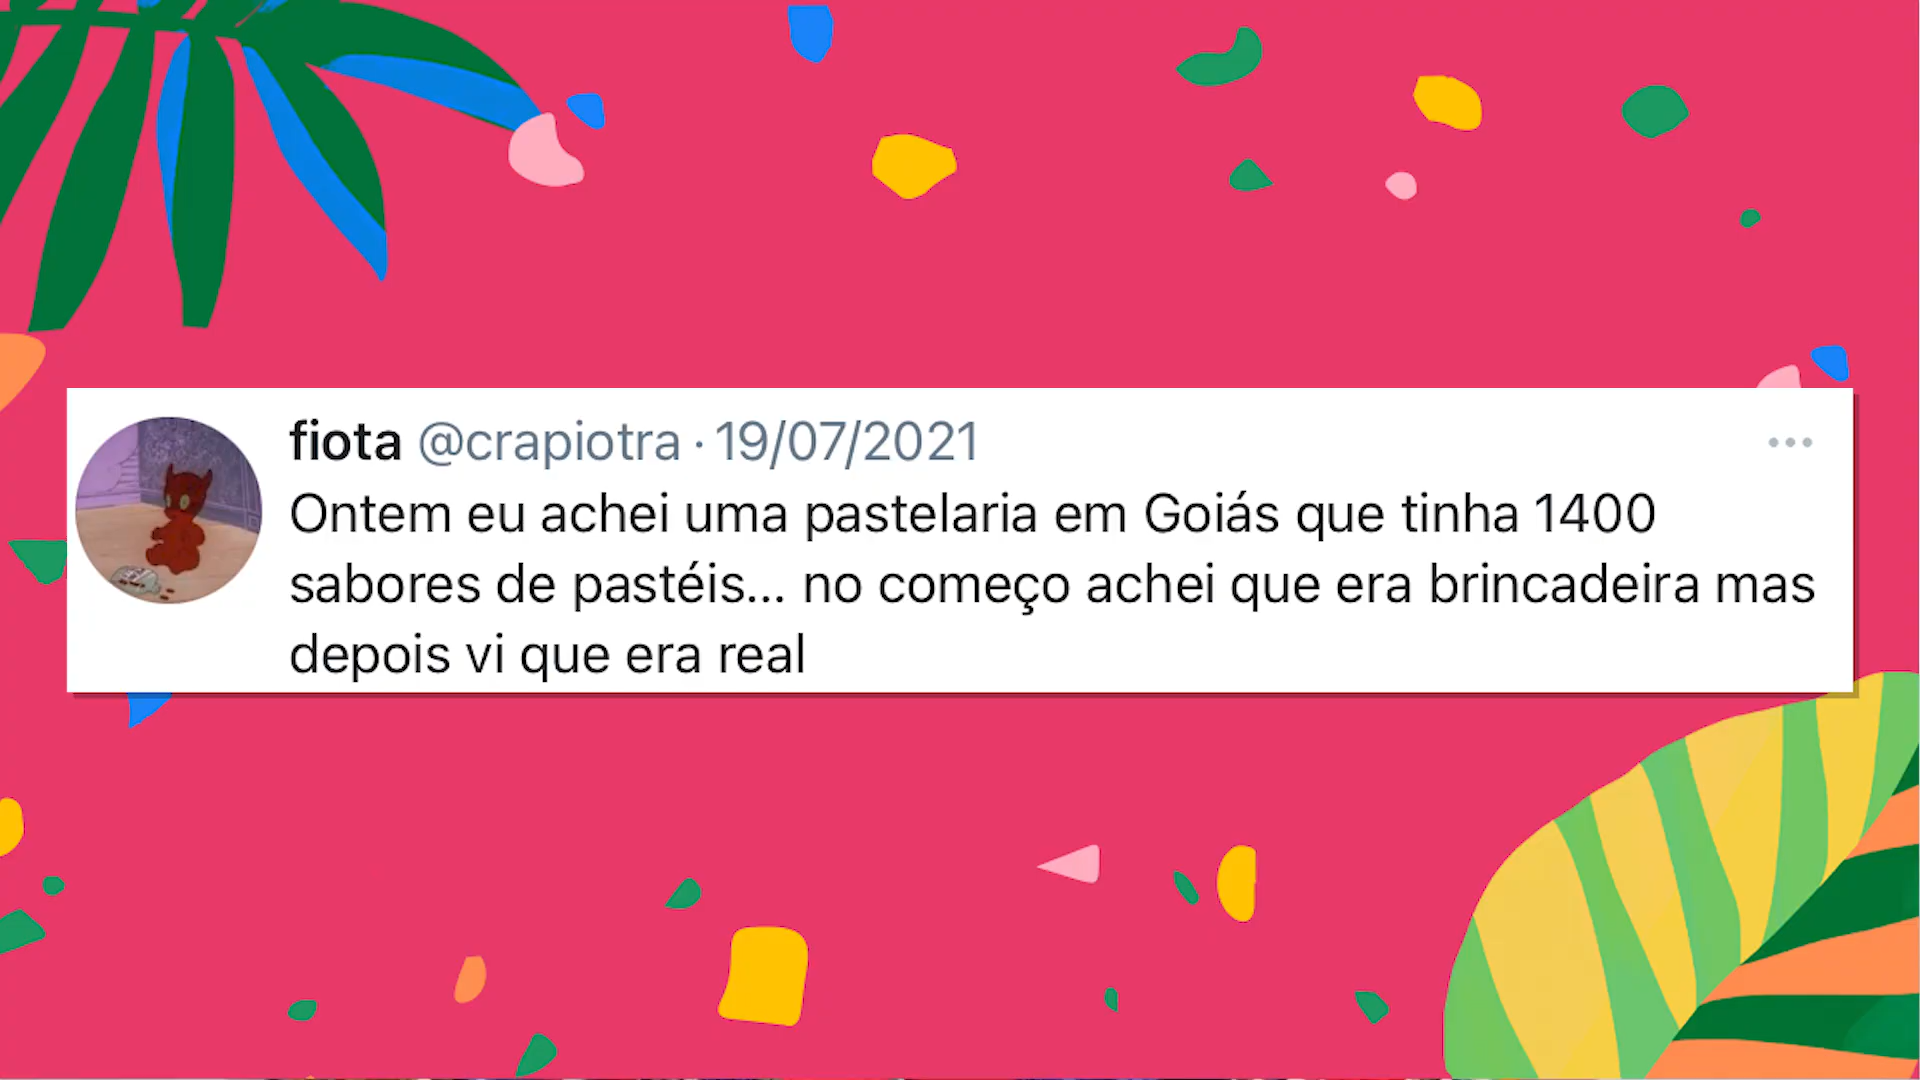 fiota @crapiotra · 19/07/2021
Ontem eu achei uma pastelaria em Goiás que tinha 1400
sabores de pastéis... no começo achei que era brincadeira mas
depois vi que era real